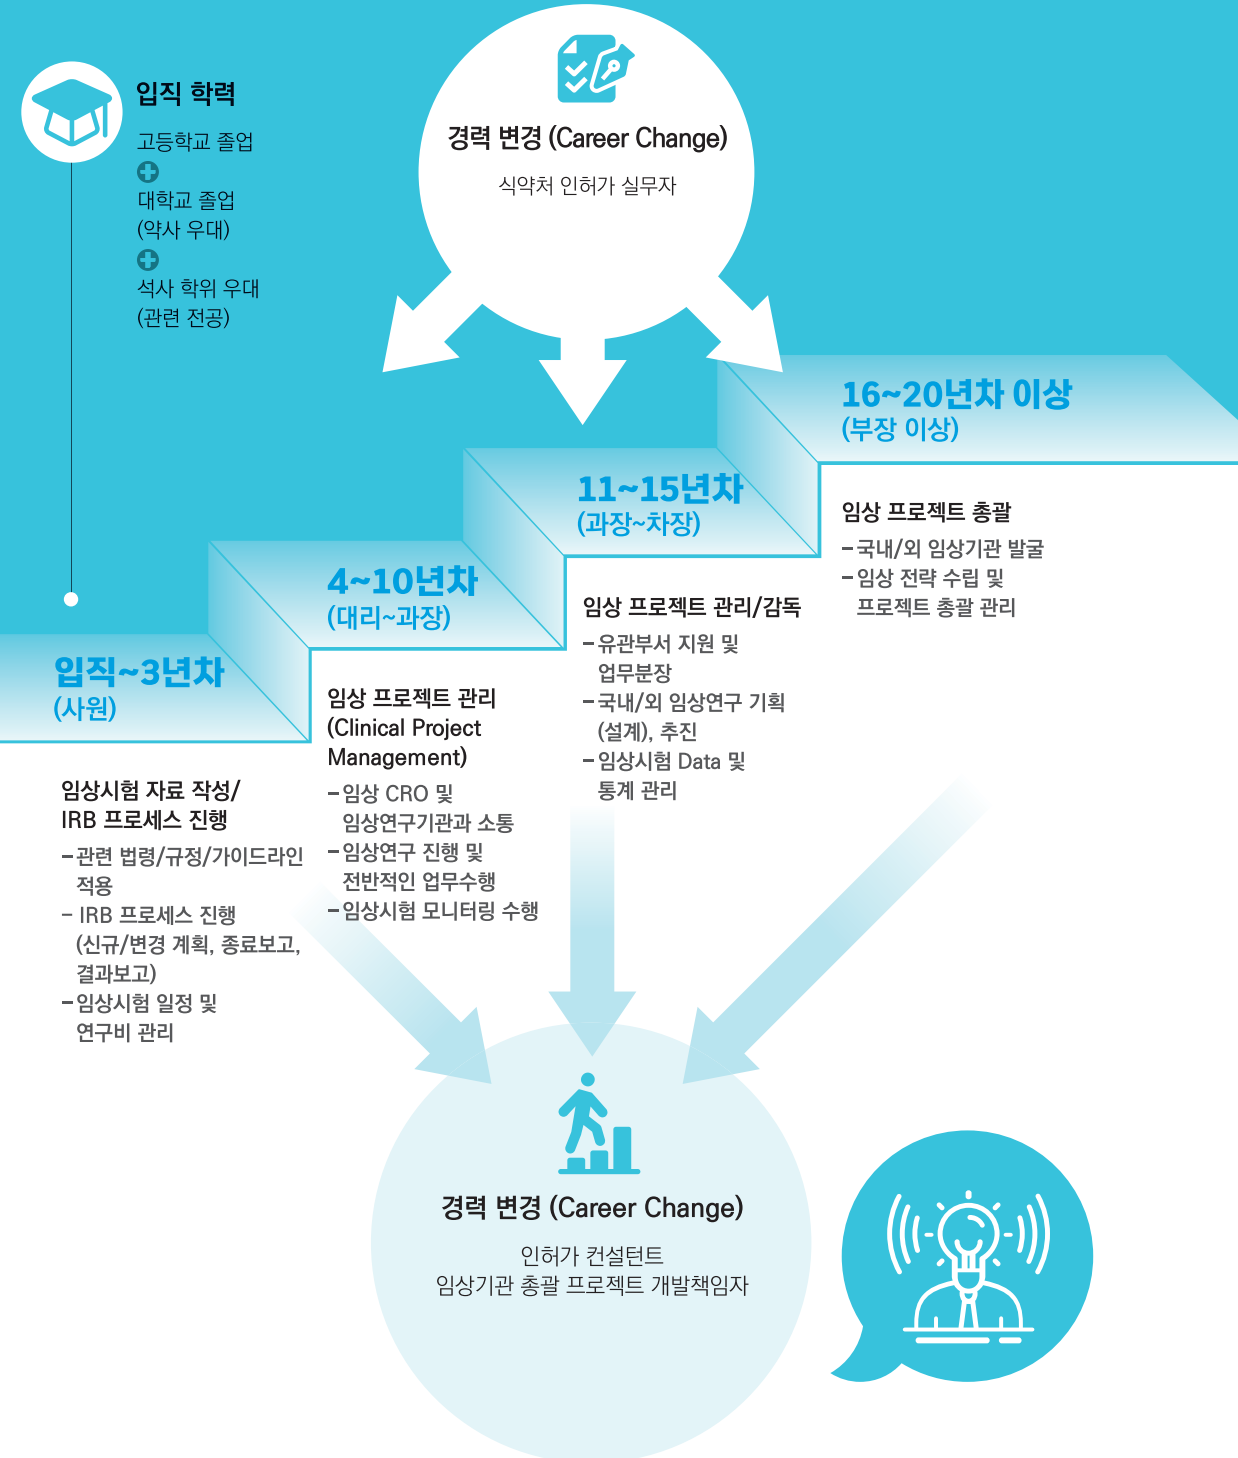 입직 학력
고등학교 졸업
대학교 졸업
(약사 우대)
석사 학위 우대
(관련 전공)
경력 변경 (Career Change)
식약처 인허가 실무자
입직~3년차
(사원)
임상시험 자료 작성/
IRB 프로세스 진행
–관련 법령/규정/가이드라인
적용
– IRB 프로세스 진행
(신규/변경 계획, 종료보고,
결과보고)
–임상시험 일정 및
연구비 관리
4~10년차
(대리~과장)
임상 프로젝트 관리
(Clinical Project
Management)
–임상 CRO 및
임상연구기관과 소통
–임상연구 진행 및
전반적인 업무수행
–임상시험 모니터링 수행
11~15년차
(과장~차장)
임상 프로젝트 관리/감독
–유관부서 지원 및
업무분장
–국내/외 임상연구 기획
(설계), 추진
–임상시험 Data 및
통계 관리
16~20년차 이상
(부장 이상)
임상 프로젝트 총괄
–국내/외 임상기관 발굴
–임상 전략 수립 및
프로젝트 총괄 관리
경력 변경 (Career Change)
인허가 컨설턴트
임상기관 총괄 프로젝트 개발책임자